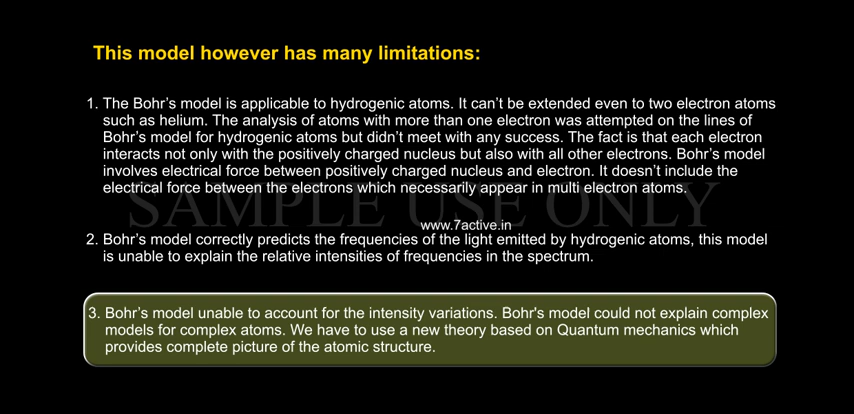 This model however has many limitations:
1. The Bohr's model is applicable to hydrogenic atoms. It can't be extended even to two electron atoms
such as helium. The analysis of atoms with more than one electron was attempted on the lines of
Bohr's model for hydrogenic atoms but didn't meet with any success. The fact is that each electron
interacts not only with the positively charged nucleus but also with all other electrons. Bohr's model
involves electrical force between positively charged nucleus and electron. It doesn't include the
electrical force between the electrons which necessarily appear in multi electron atoms.
SAMPLE USE ONLY
www.7active.in
2. Bohr's model correctly predicts the frequencies of the light emitted by hydrogenic atoms, this model
is unable to explain the relative intensities of frequencies in the spectrum.
3. Bohr's model unable to account for the intensity variations. Bohr's model could not explain complex
models for complex atoms. We have to use a new theory based on Quantum mechanics which
provides complete picture of the atomic structure.